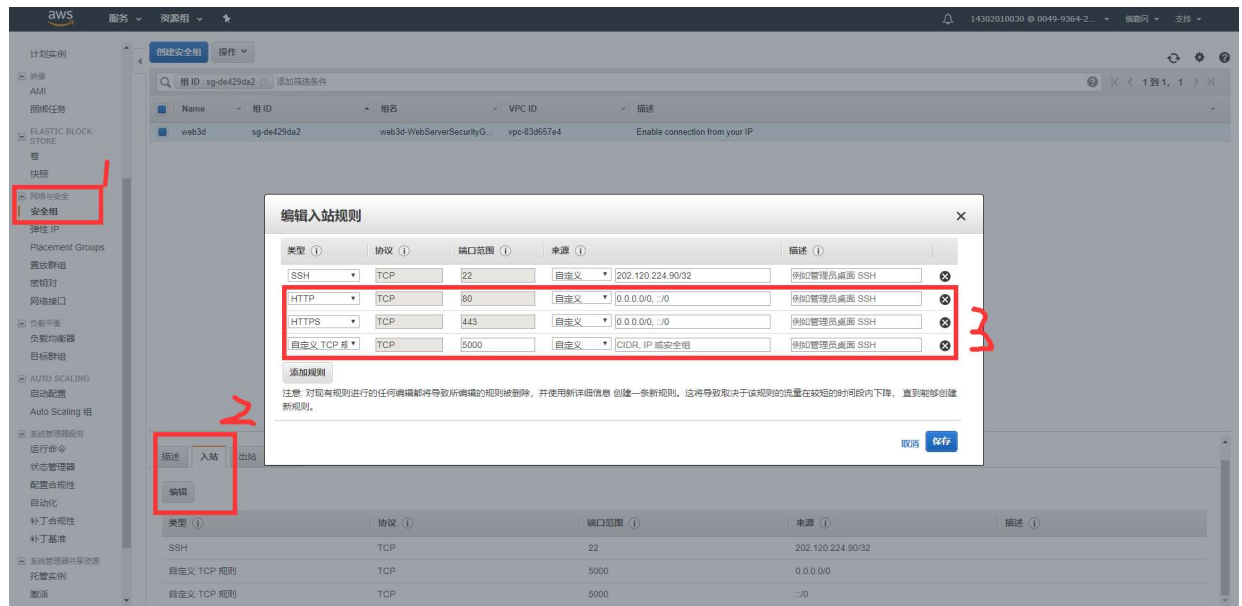 aws 服务 资源组 14302010030 @ 0049-9364-2... 支持
计划实例
映像
AMI
捆绑任务
ELASTIC BLOCK STORE
卷
快照
网络与安全
安全组
弹性 IP
Placement Groups
置放群组
密钥对
网络接口
负载平衡
负载均衡器
目标群组
AUTO SCALING
启动配置
Auto Scaling 组
系统管理器服务
运行命令
状态管理器
配置合规性
自动化
补丁合规性
补丁基准
系统管理器共享资源
托管实例
激活
创建安全组 操作
组 ID : sg-de429da2 添加筛选条件 1 到 1, 1
Name 组 ID 组名 VPC ID 描述
web3d sg-de429da2 web3d-WebServerSecurityG... vpc-83d657e4 Enable connection from your IP
1
编辑入站规则
类型 协议 端口范围 来源 描述
SSH TCP 22 自定义 202.120.224.90/32 例如管理员桌面 SSH
HTTP TCP 80 自定义 0.0.0.0/0, ::/0 例如管理员桌面 SSH
HTTPS TCP 443 自定义 0.0.0.0/0, ::/0 例如管理员桌面 SSH
自定义 TCP 规 TCP 5000 自定义 CIDR, IP 或安全组 例如管理员桌面 SSH
3
添加规则
注意: 对现有规则进行的任何编辑都将导致所编辑的规则被删除，并使用新详细信息 创建一条新规则。这将导致取决于该规则的流量在较短的时间段内下降， 直到能够创建
新规则。
取消 保存
2
描述 入站 出站
编辑
类型 协议 端口范围 来源 描述
SSH TCP 22 202.120.224.90/32
自定义 TCP 规则 TCP 5000 0.0.0.0/0
自定义 TCP 规则 TCP 5000 ::/0